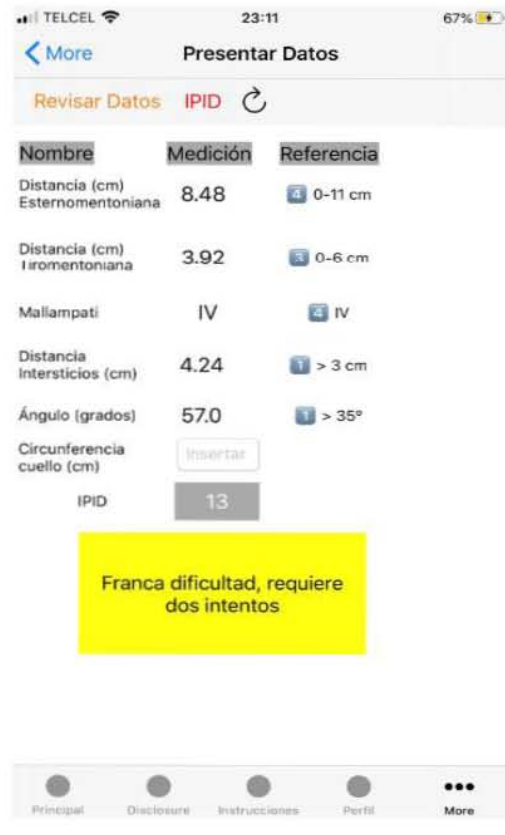 TELCEL 23:11 67%
More Presentar Datos
Revisar Datos IPID
Nombre Medición Referencia
Distancia (cm)
Esternomentoniana 8.48 4 0-11 cm
Distancia (cm)
Tiromentoniana 3.92 3 0-6 cm
Mallampati IV 4 IV
Distancia
Intersticios (cm) 4.24 1 > 3 cm
Ángulo (grados) 57.0 1 > 35°
Circunferencia
cuello (cm) Insertar
IPID 13
Franca dificultad, requiere
dos intentos
Principal Disclosure Instrucciones Perfil More